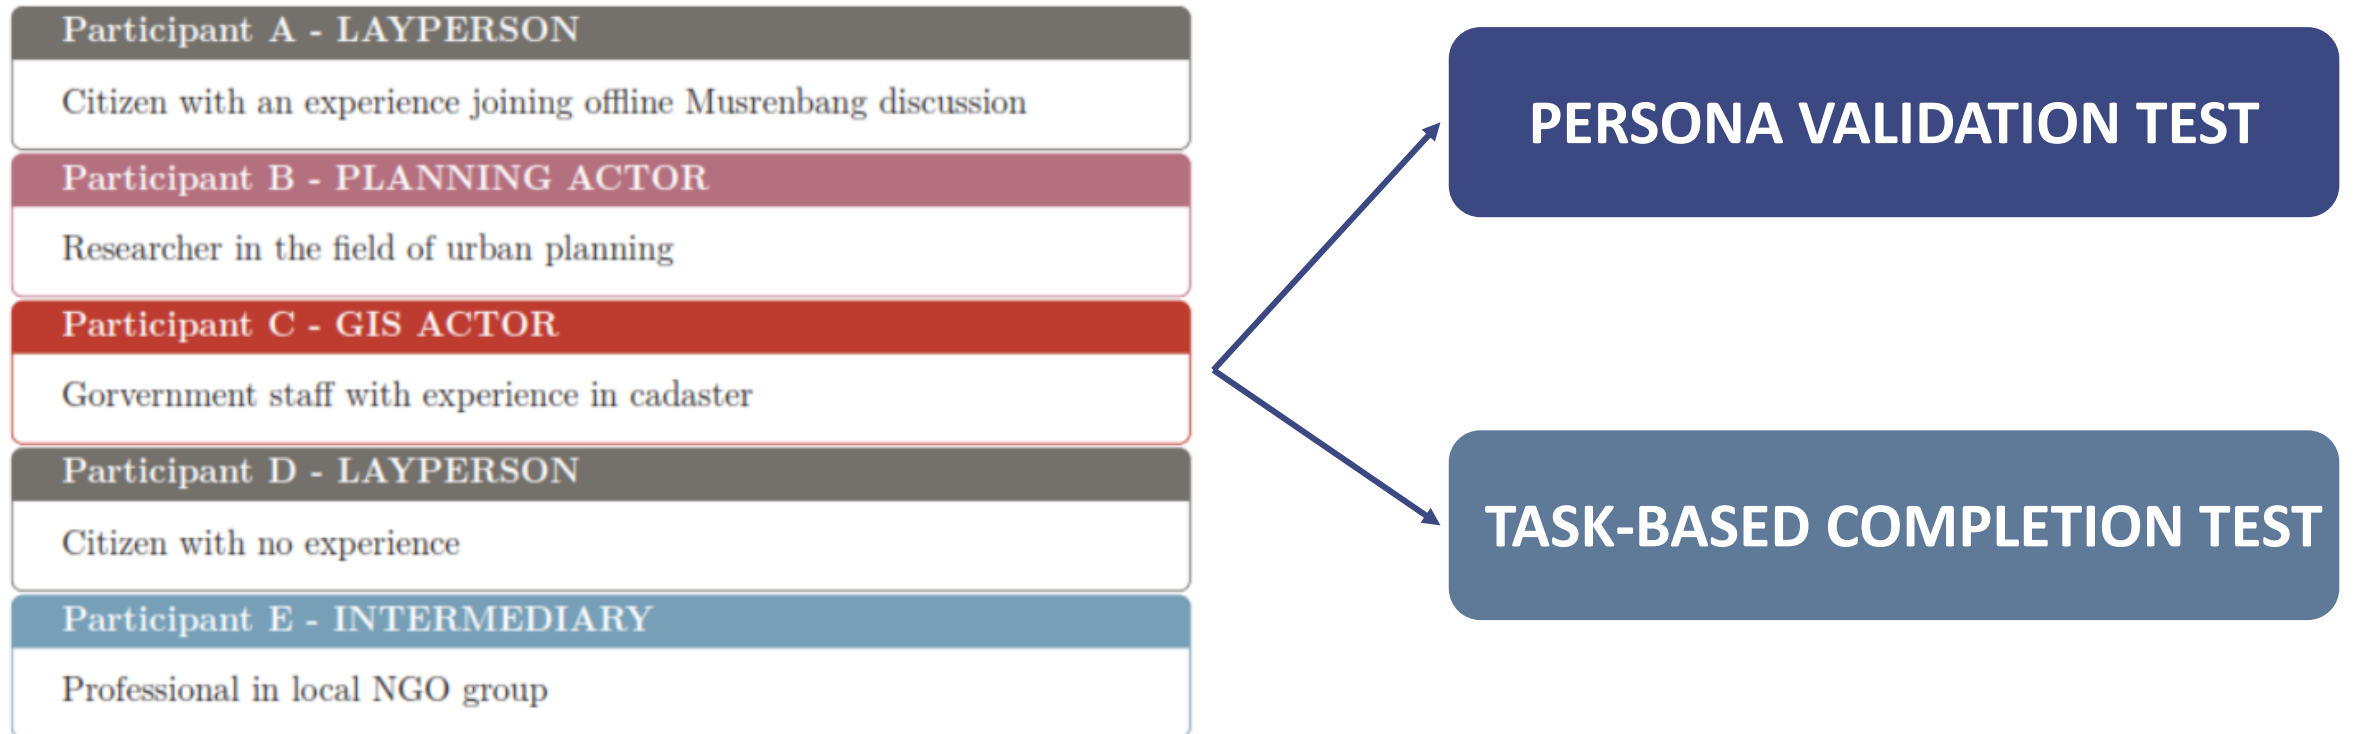 Participant A - LAYPERSON
Citizen with an experience joining offline Musrenbang discussion
Participant B - PLANNING ACTOR
Researcher in the field of urban planning
Participant C - GIS ACTOR
Gorvernment staff with experience in cadaster
Participant D - LAYPERSON
Citizen with no experience
Participant E - INTERMEDIARY
Professional in local NGO group
PERSONA VALIDATION TEST
TASK-BASED COMPLETION TEST